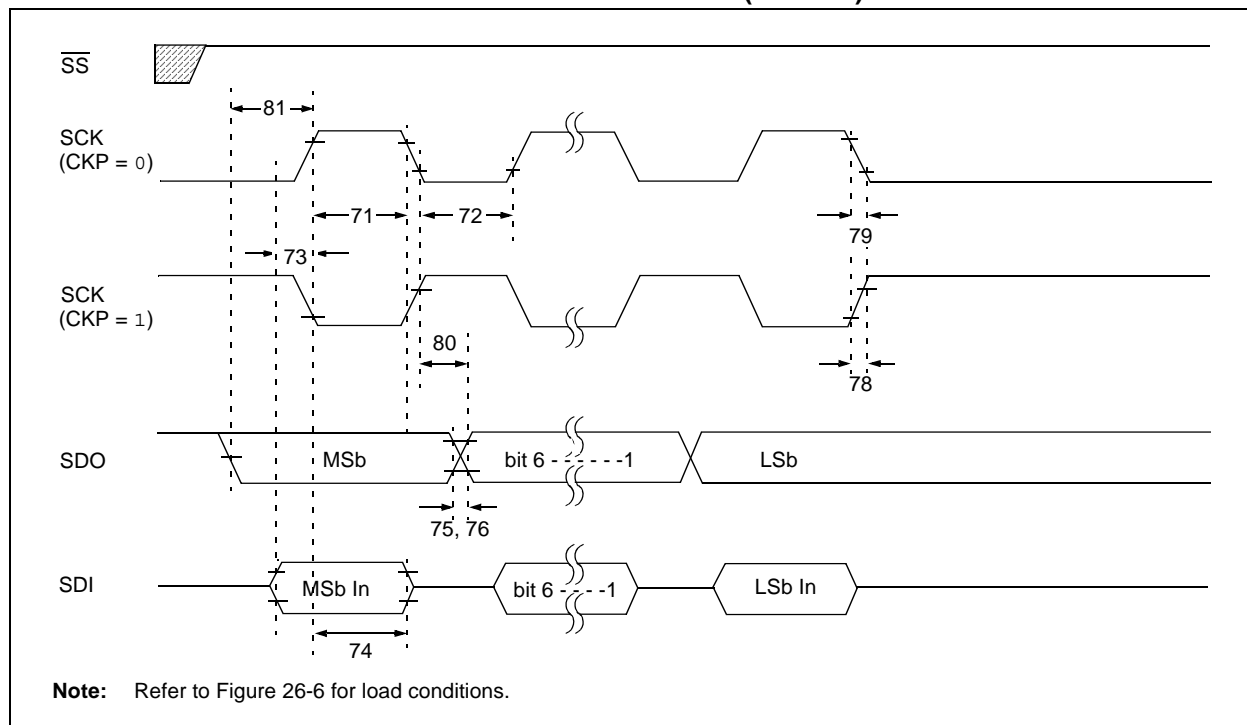 SS
81
SCK
(CKP = 0)
71
72
79
73
SCK
(CKP = 1)
80
78
SDO
MSb
bit 6 - - - - - -1
LSb
75, 76
SDI
MSb In
bit 6 - - - - -1
LSb In
74
Note: Refer to Figure 26-6 for load conditions.